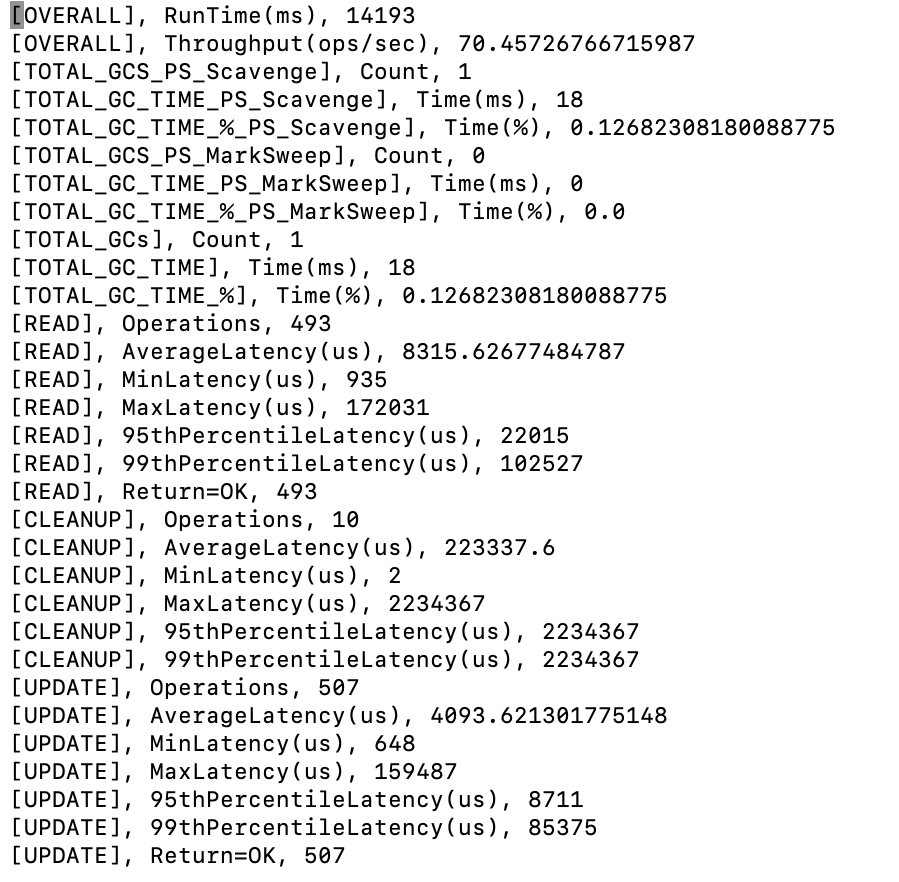 [OVERALL], RunTime(ms), 14193
[OVERALL], Throughput(ops/sec), 70.45726766715987
[TOTAL_GCS_PS_Scavenge], Count, 1
[TOTAL_GC_TIME_PS_Scavenge], Time(ms), 18
[TOTAL_GC_TIME_%_PS_Scavenge], Time(%), 0.12682308180088775
[TOTAL_GCS_PS_MarkSweep], Count, 0
[TOTAL_GC_TIME_PS_MarkSweep], Time(ms), 0
[TOTAL_GC_TIME_%_PS_MarkSweep], Time(%), 0.0
[TOTAL_GCs], Count, 1
[TOTAL_GC_TIME], Time(ms), 18
[TOTAL_GC_TIME_%], Time(%), 0.12682308180088775
[READ], Operations, 493
[READ], AverageLatency(us), 8315.62677484787
[READ], MinLatency(us), 935
[READ], MaxLatency(us), 172031
[READ], 95thPercentileLatency(us), 22015
[READ], 99thPercentileLatency(us), 102527
[READ], Return=OK, 493
[CLEANUP], Operations, 10
[CLEANUP], AverageLatency(us), 223337.6
[CLEANUP], MinLatency(us), 2
[CLEANUP], MaxLatency(us), 2234367
[CLEANUP], 95thPercentileLatency(us), 2234367
[CLEANUP], 99thPercentileLatency(us), 2234367
[UPDATE], Operations, 507
[UPDATE], AverageLatency(us), 4093.621301775148
[UPDATE], MinLatency(us), 648
[UPDATE], MaxLatency(us), 159487
[UPDATE], 95thPercentileLatency(us), 8711
[UPDATE], 99thPercentileLatency(us), 85375
[UPDATE], Return=OK, 507